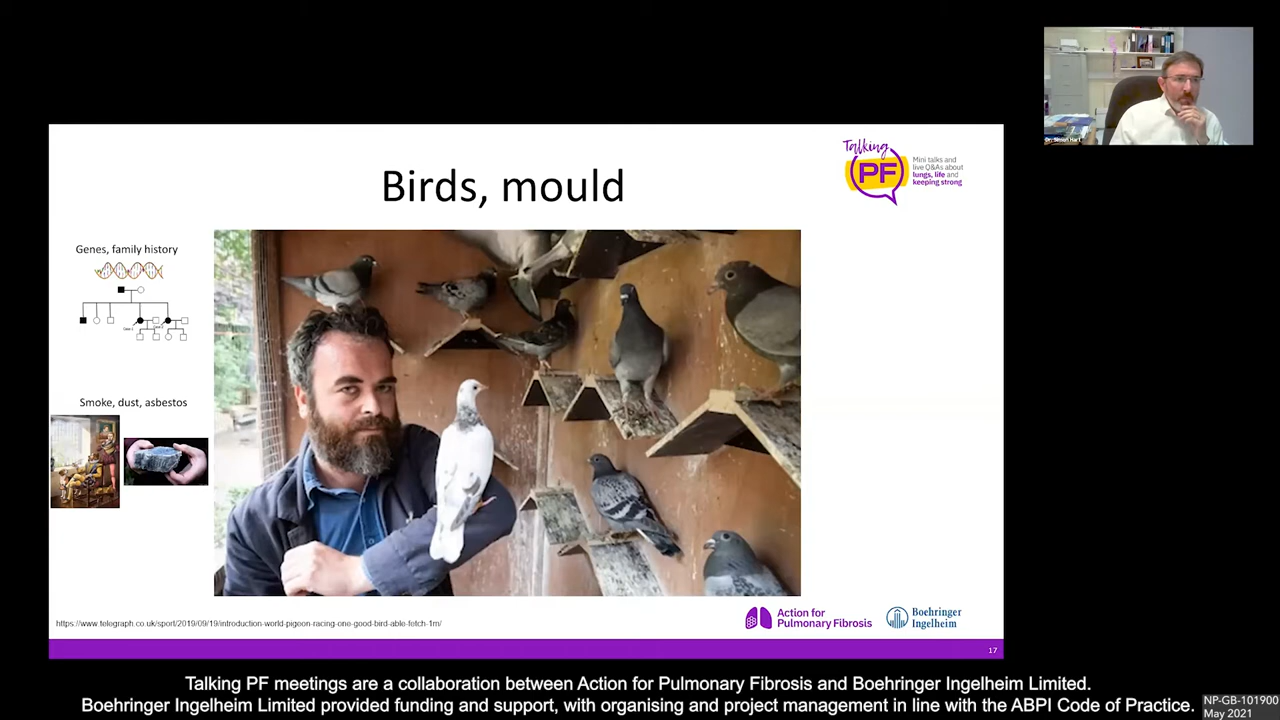 Dr. Simon Hart
Birds, mould
Talking
PF
Mini talks and
live Q&As about
lungs, life and
keeping strong
Genes, family history
Smoke, dust, asbestos
https://www.telegraph.co.uk/sport/2019/09/19/introduction-world-pigeon-racing-one-good-bird-able-fetch-1m/
Action for
Pulmonary Fibrosis
Boehringer
Ingelheim
17
Talking PF meetings are a collaboration between Action for Pulmonary Fibrosis and Boehringer Ingelheim Limited.
Boehringer Ingelheim Limited provided funding and support, with organising and project management in line with the ABPI Code of Practice.
NP-GB-101900
May 2021